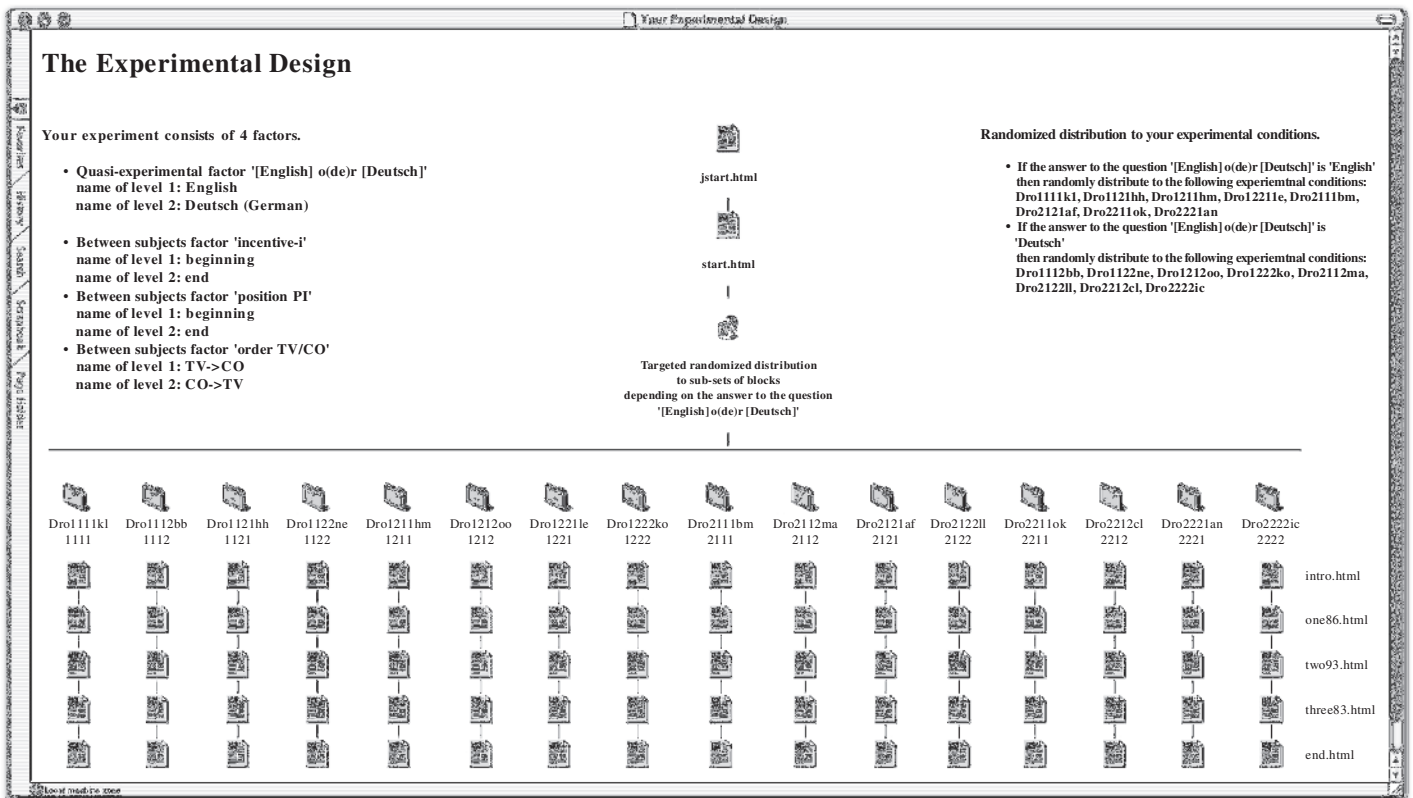 Your Experimental Design
The Experimental Design
Favorites
History
Search
Scrapbook
Page Holder
Your experiment consists of 4 factors.
• Quasi-experimental factor '[English] o(de)r [Deutsch]'
name of level 1: English
name of level 2: Deutsch (German)
• Between subjects factor 'incentive-i'
name of level 1: beginning
name of level 2: end
• Between subjects factor 'position PI'
name of level 1: beginning
name of level 2: end
• Between subjects factor 'order TV/CO'
name of level 1: TV->CO
name of level 2: CO->TV
jstart.html
start.html
Targeted randomized distribution
to sub-sets of blocks
depending on the answer to the question
'[English] o(de)r [Deutsch]'
Randomized distribution to your experimental conditions.
• If the answer to the question '[English] o(de)r [Deutsch]' is 'English'
then randomly distribute to the following experiemtnal conditions:
Dro1111k1, Dro1121hh, Dro1211hm, Dro12211e, Dro2111bm,
Dro2121af, Dro2211ok, Dro2221an
• If the answer to the question '[English] o(de)r [Deutsch]' is
'Deutsch'
then randomly distribute to the following experiemtnal conditions:
Dro1112bb, Dro1122ne, Dro1212oo, Dro1222ko, Dro2112ma,
Dro2122ll, Dro2212cl, Dro2222ic
Dro1111kl Dro1112bb Dro1121hh Dro1122ne Dro1211hm Dro1212oo Dro1221le Dro1222ko Dro2111bm Dro2112ma Dro2121af Dro2122ll Dro2211ok Dro2212cl Dro2221an Dro2222ic
1111 1112 1121 1122 1211 1212 1221 1222 2111 2112 2121 2122 2211 2212 2221 2222
intro.html
one86.html
two93.html
three83.html
end.html
Local machine zone